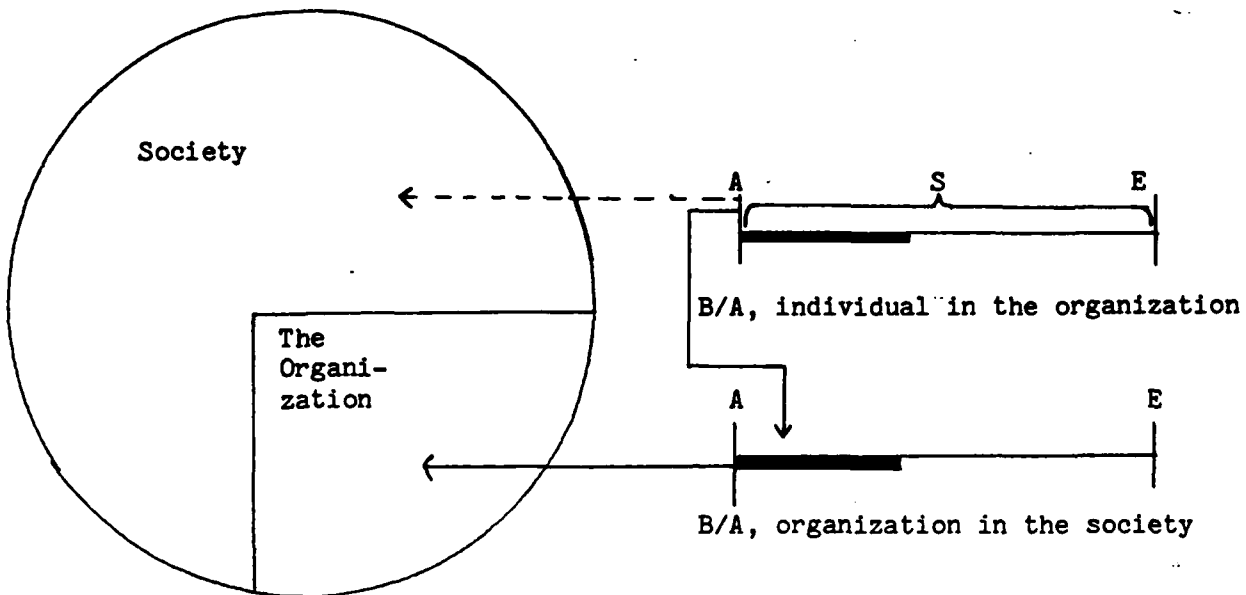 Society
A S E
B/A, individual in the organization
The
Organi-
zation
A E
B/A, organization in the society